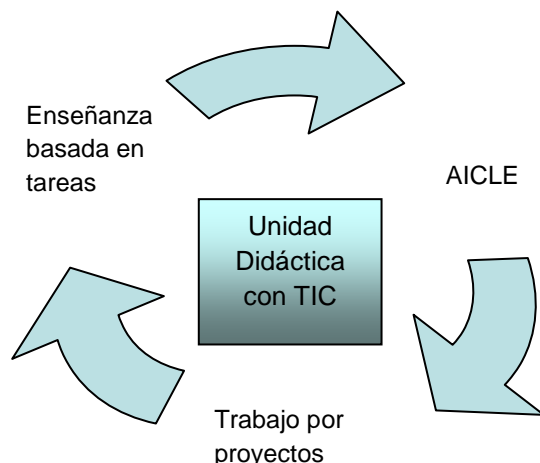 Enseñanza
basada en
tareas
AICLE
Unidad
Didáctica
con TIC
Trabajo por
proyectos